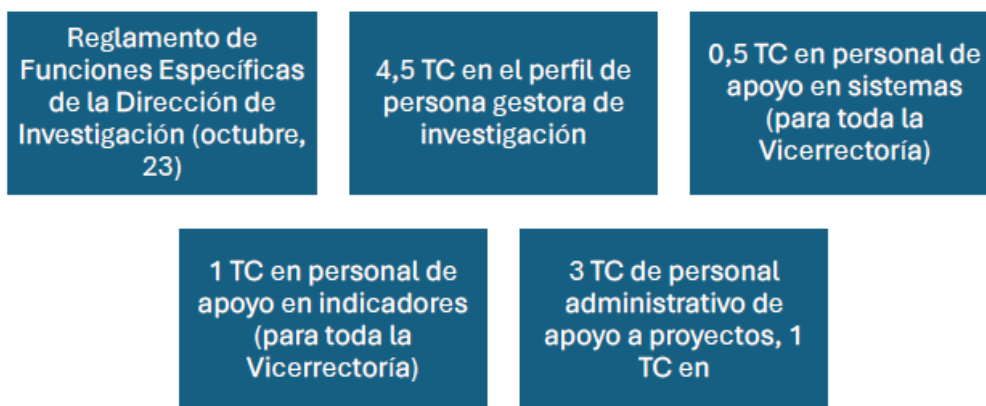 Reglamento de
Funciones Específicas
de la Dirección de
Investigación (octubre,
23)
4,5 TC en el perfil de
persona gestora de
investigación
0,5 TC en personal de
apoyo en sistemas
(para toda la
Vicerrectoría)
1 TC en personal de
apoyo en indicadores
(para toda la
Vicerrectoría)
3 TC de personal
administrativo de
apoyo a proyectos, 1
TC en